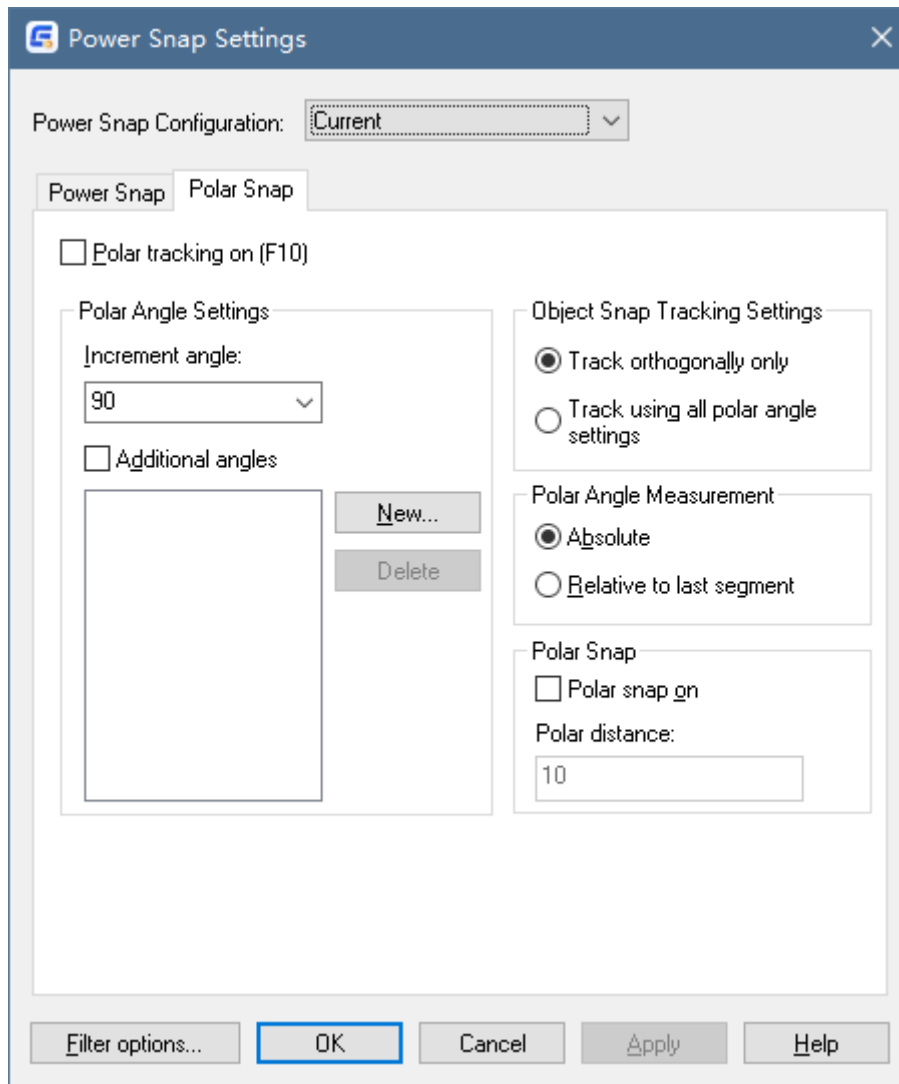 Power Snap Settings
Power Snap Configuration:
Current
Power Snap
Polar Snap
Polar tracking on (F10)
Polar Angle Settings
Increment angle:
90
Additional angles
New...
Delete
Object Snap Tracking Settings
Track orthogonally only
Track using all polar angle
settings
Polar Angle Measurement
Absolute
Relative to last segment
Polar Snap
Polar snap on
Polar distance:
10
Filter options...
OK
Cancel
Apply
Help